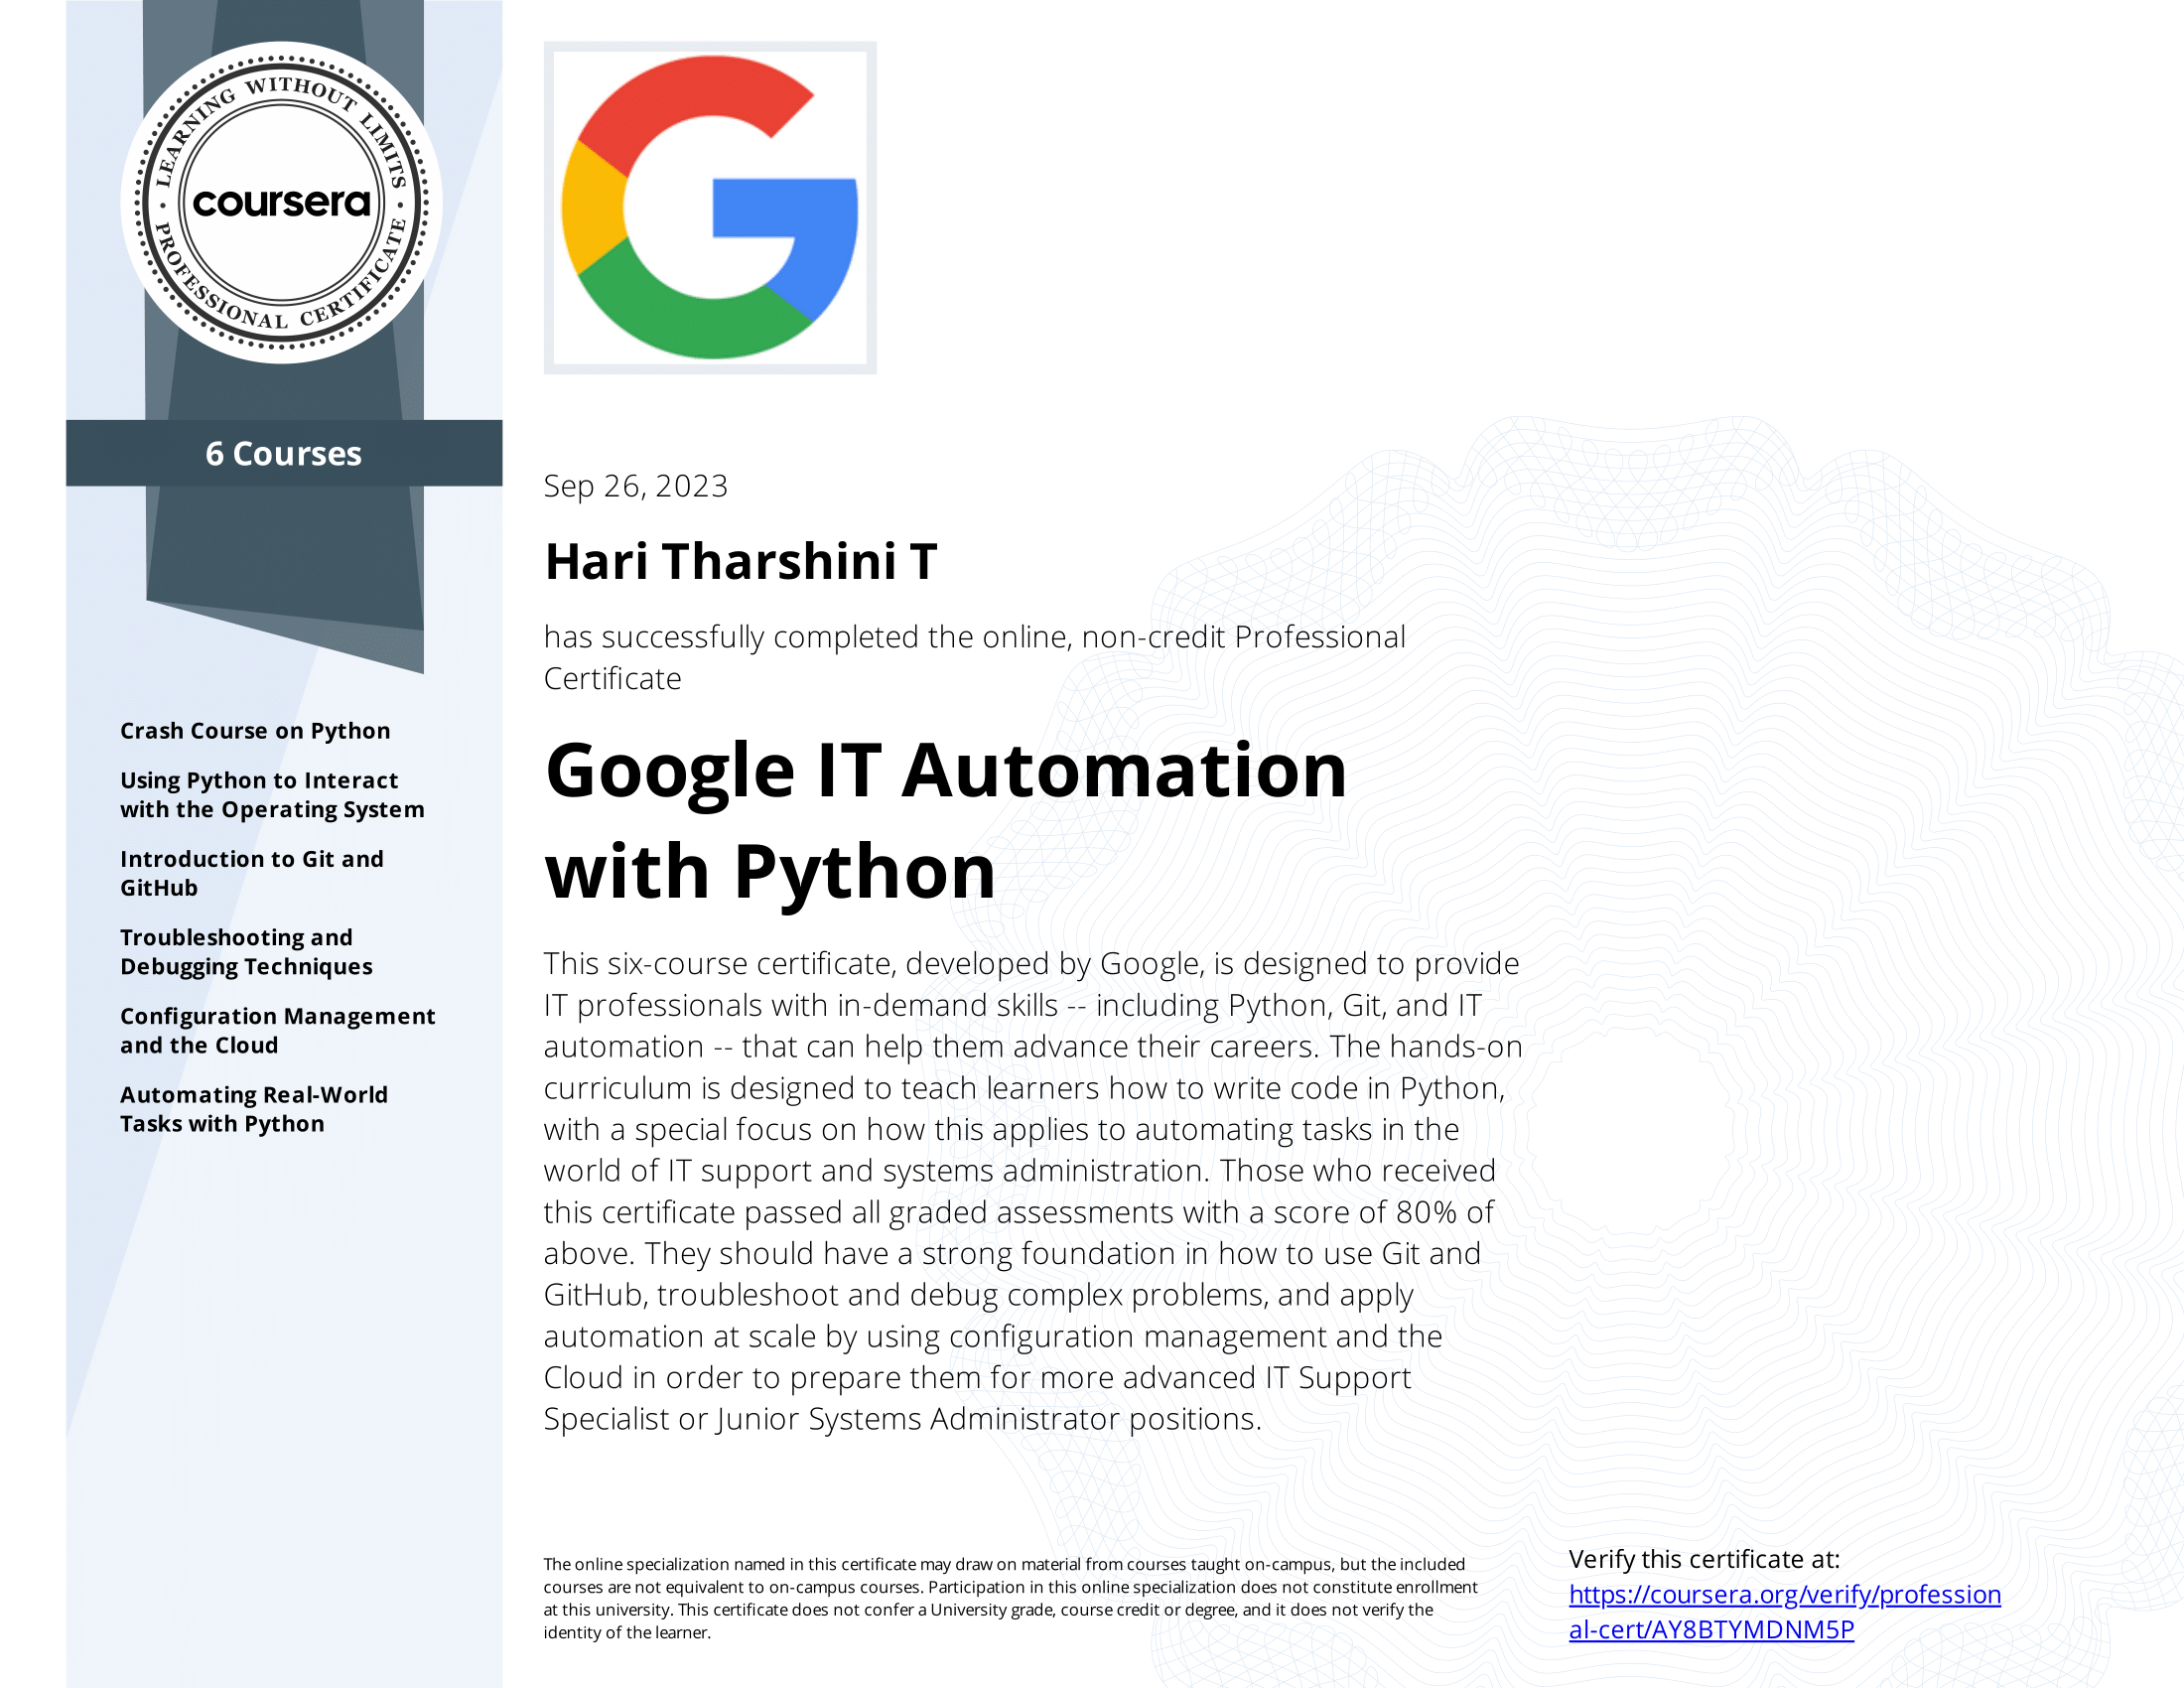 LEARNING WITHOUT LIMITS
coursera
PROFESSIONAL CERTIFICATE
6 Courses
Crash Course on Python
Using Python to Interact
with the Operating System
Introduction to Git and
GitHub
Troubleshooting and
Debugging Techniques
Configuration Management
and the Cloud
Automating Real-World
Tasks with Python
Sep 26, 2023
Hari Tharshini T
has successfully completed the online, non-credit Professional
Certificate
Google IT Automation
with Python
This six-course certificate, developed by Google, is designed to provide
IT professionals with in-demand skills -- including Python, Git, and IT
automation -- that can help them advance their careers. The hands-on
curriculum is designed to teach learners how to write code in Python,
with a special focus on how this applies to automating tasks in the
world of IT support and systems administration. Those who received
this certificate passed all graded assessments with a score of 80% of
above. They should have a strong foundation in how to use Git and
GitHub, troubleshoot and debug complex problems, and apply
automation at scale by using configuration management and the
Cloud in order to prepare them for more advanced IT Support
Specialist or Junior Systems Administrator positions.
The online specialization named in this certificate may draw on material from courses taught on-campus, but the included
courses are not equivalent to on-campus courses. Participation in this online specialization does not constitute enrollment
at this university. This certificate does not confer a University grade, course credit or degree, and it does not verify the
identity of the learner.
Verify this certificate at:
https://coursera.org/verify/profession
al-cert/AY8BTYMDNM5P